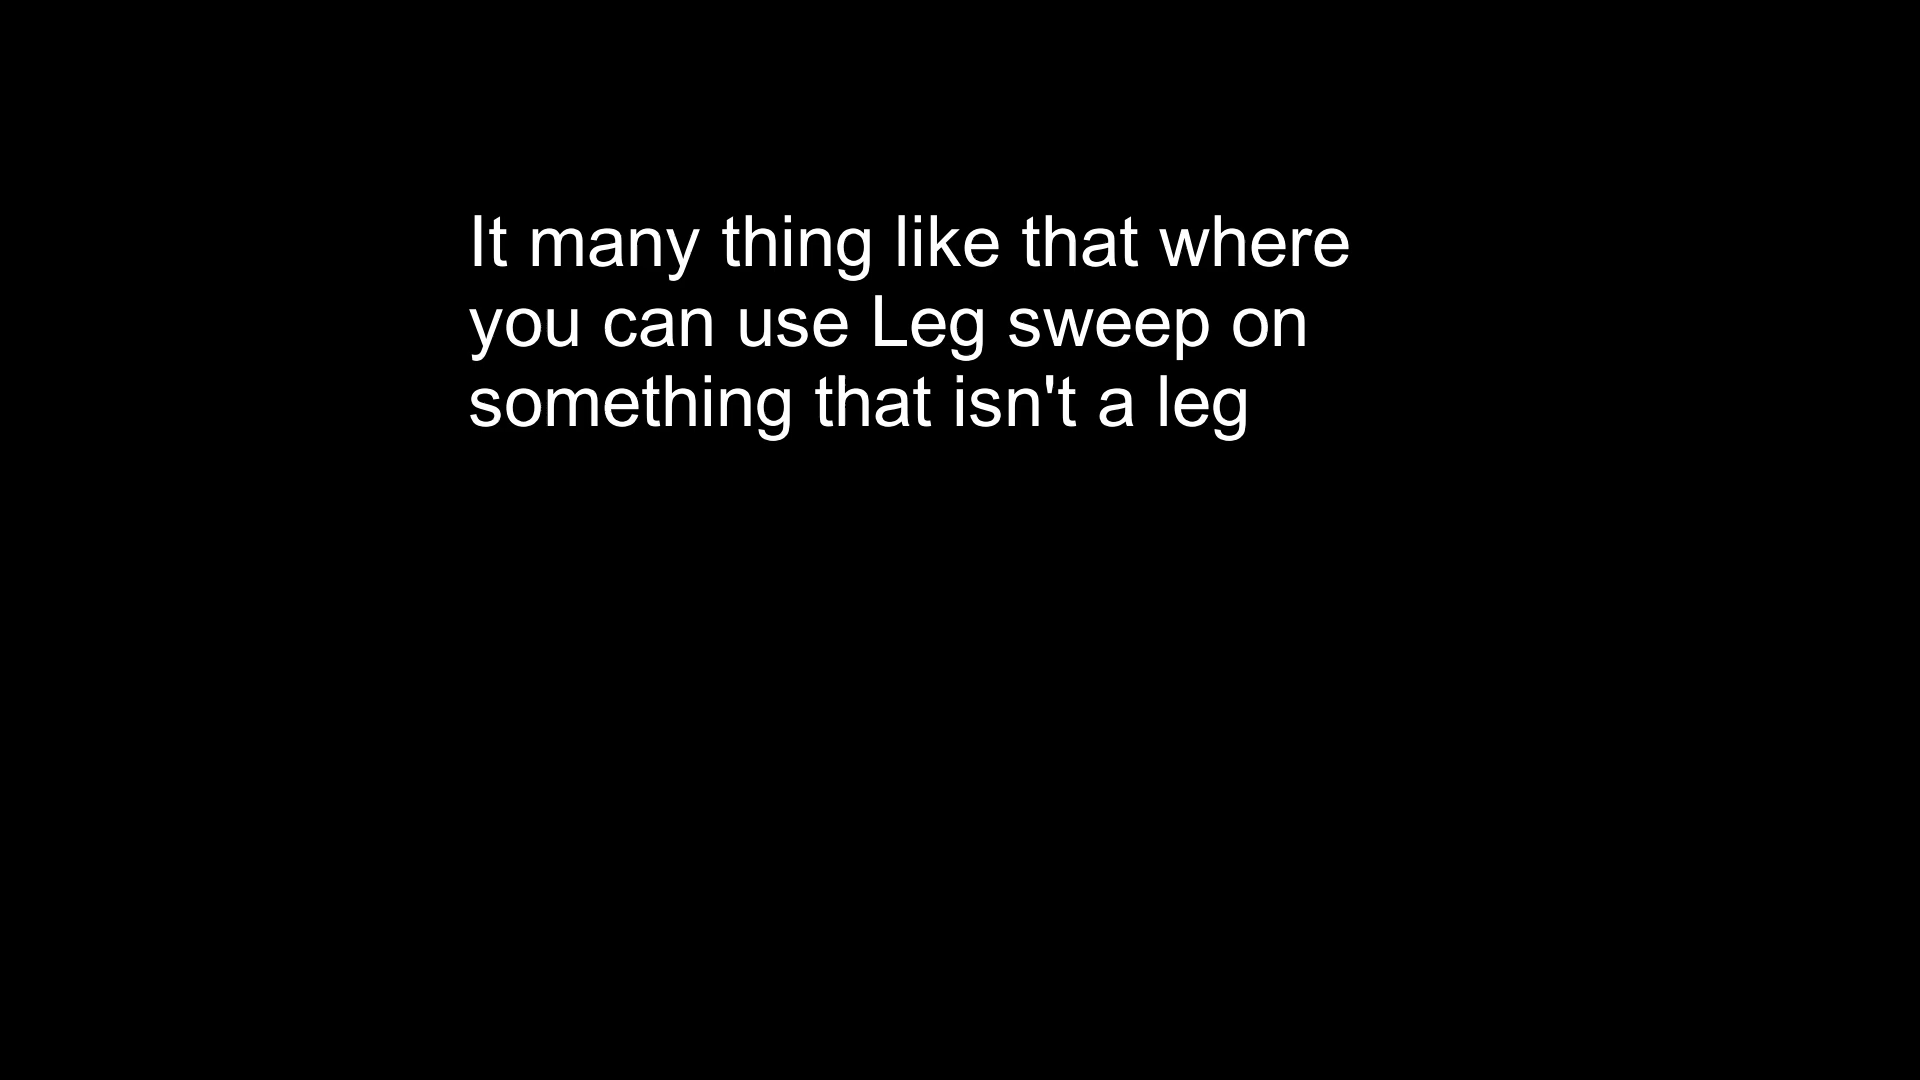 It many thing like that where
you can use Leg sweep on
something that isn't a leg